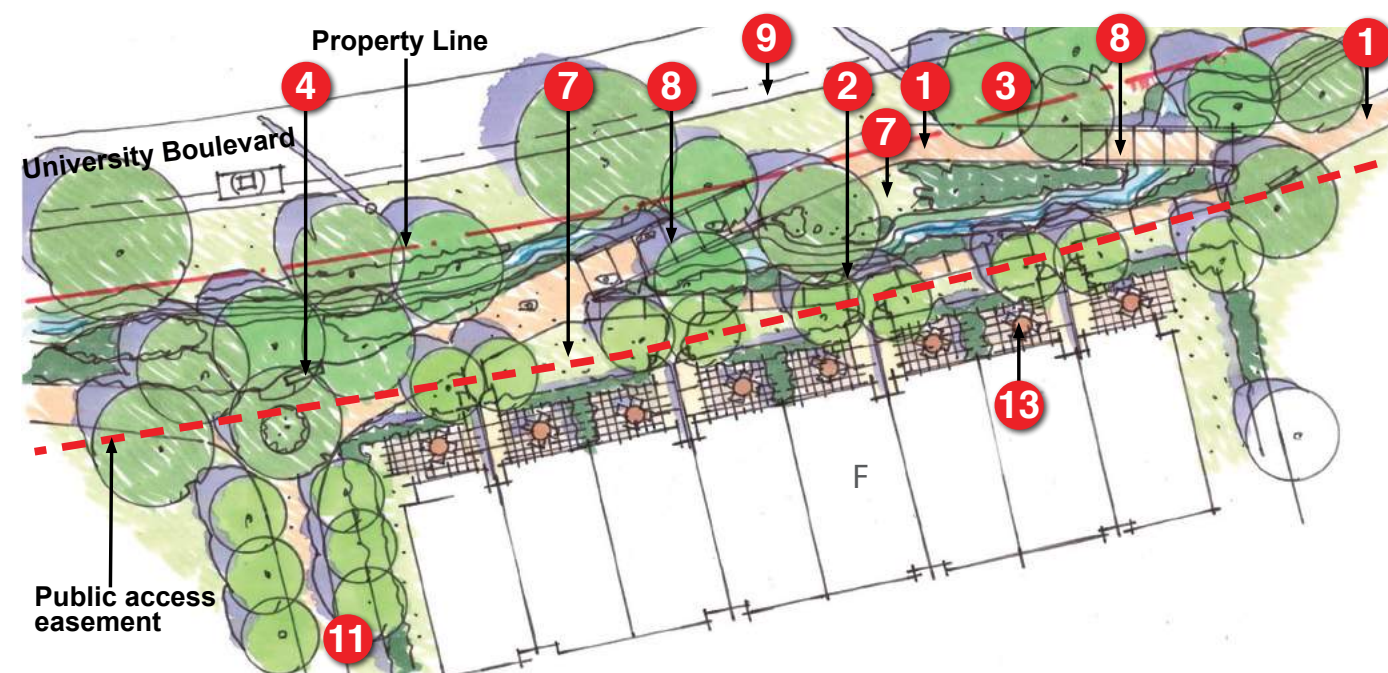 Property Line
9
8
1
4
7
8
2
1
3
7
University Boulevard
13
F
Public access
easement
11